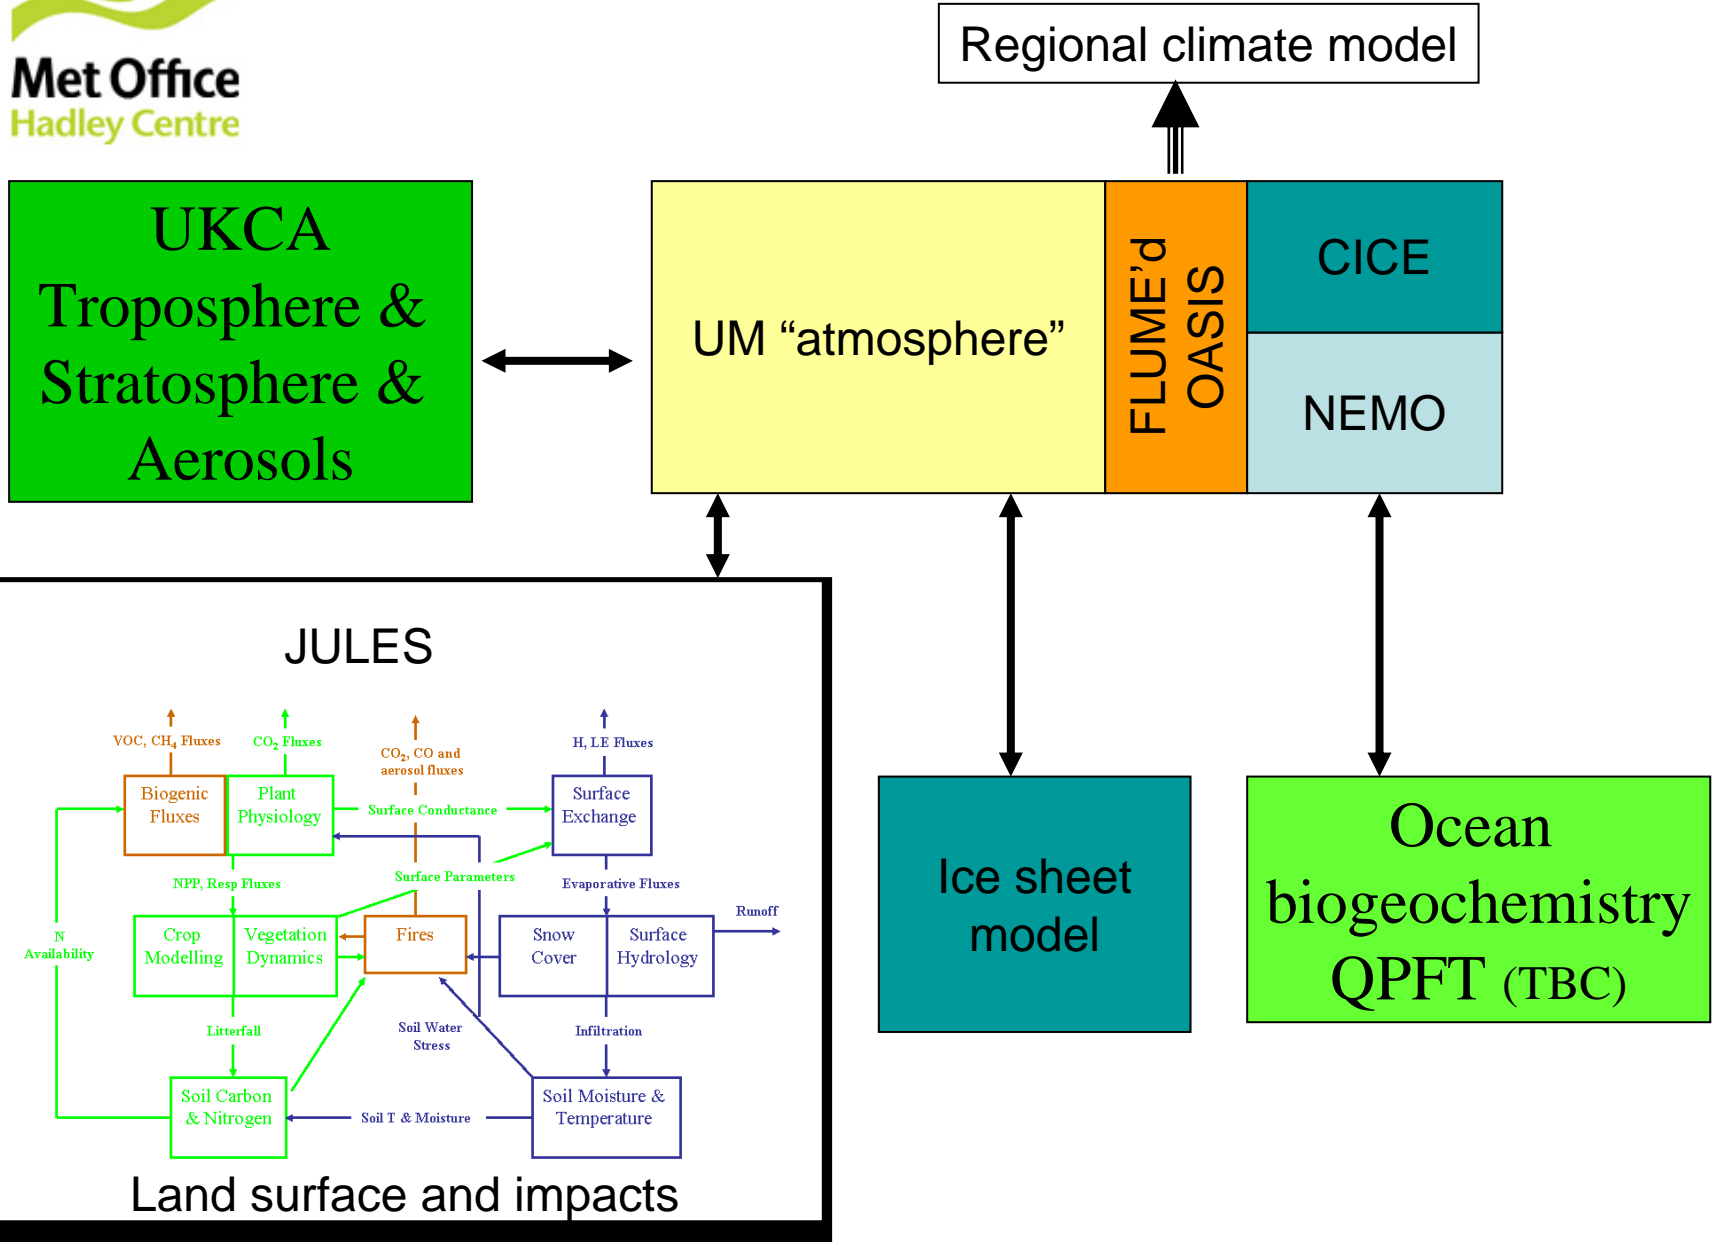 Met Office
Hadley Centre
Regional climate model
UKCA
Troposphere &
Stratosphere &
Aerosols
UM “atmosphere”
FLUME’d
OASIS
CICE
NEMO
JULES
VOC, CH₄ Fluxes
CO₂ Fluxes
CO₂, CO and
aerosol fluxes
H, LE Fluxes
Biogenic
Fluxes
Plant
Physiology
Surface Conductance
Surface
Exchange
NPP, Resp Fluxes
Surface Parameters
Evaporative Fluxes
Runoff
N
Availability
Crop
Modelling
Vegetation
Dynamics
Fires
Snow
Cover
Surface
Hydrology
Litterfall
Soil Water
Stress
Infiltration
Soil Carbon
& Nitrogen
Soil T & Moisture
Soil Moisture &
Temperature
Land surface and impacts
Ice sheet
model
Ocean
biogeochemistry
QPFT (TBC)